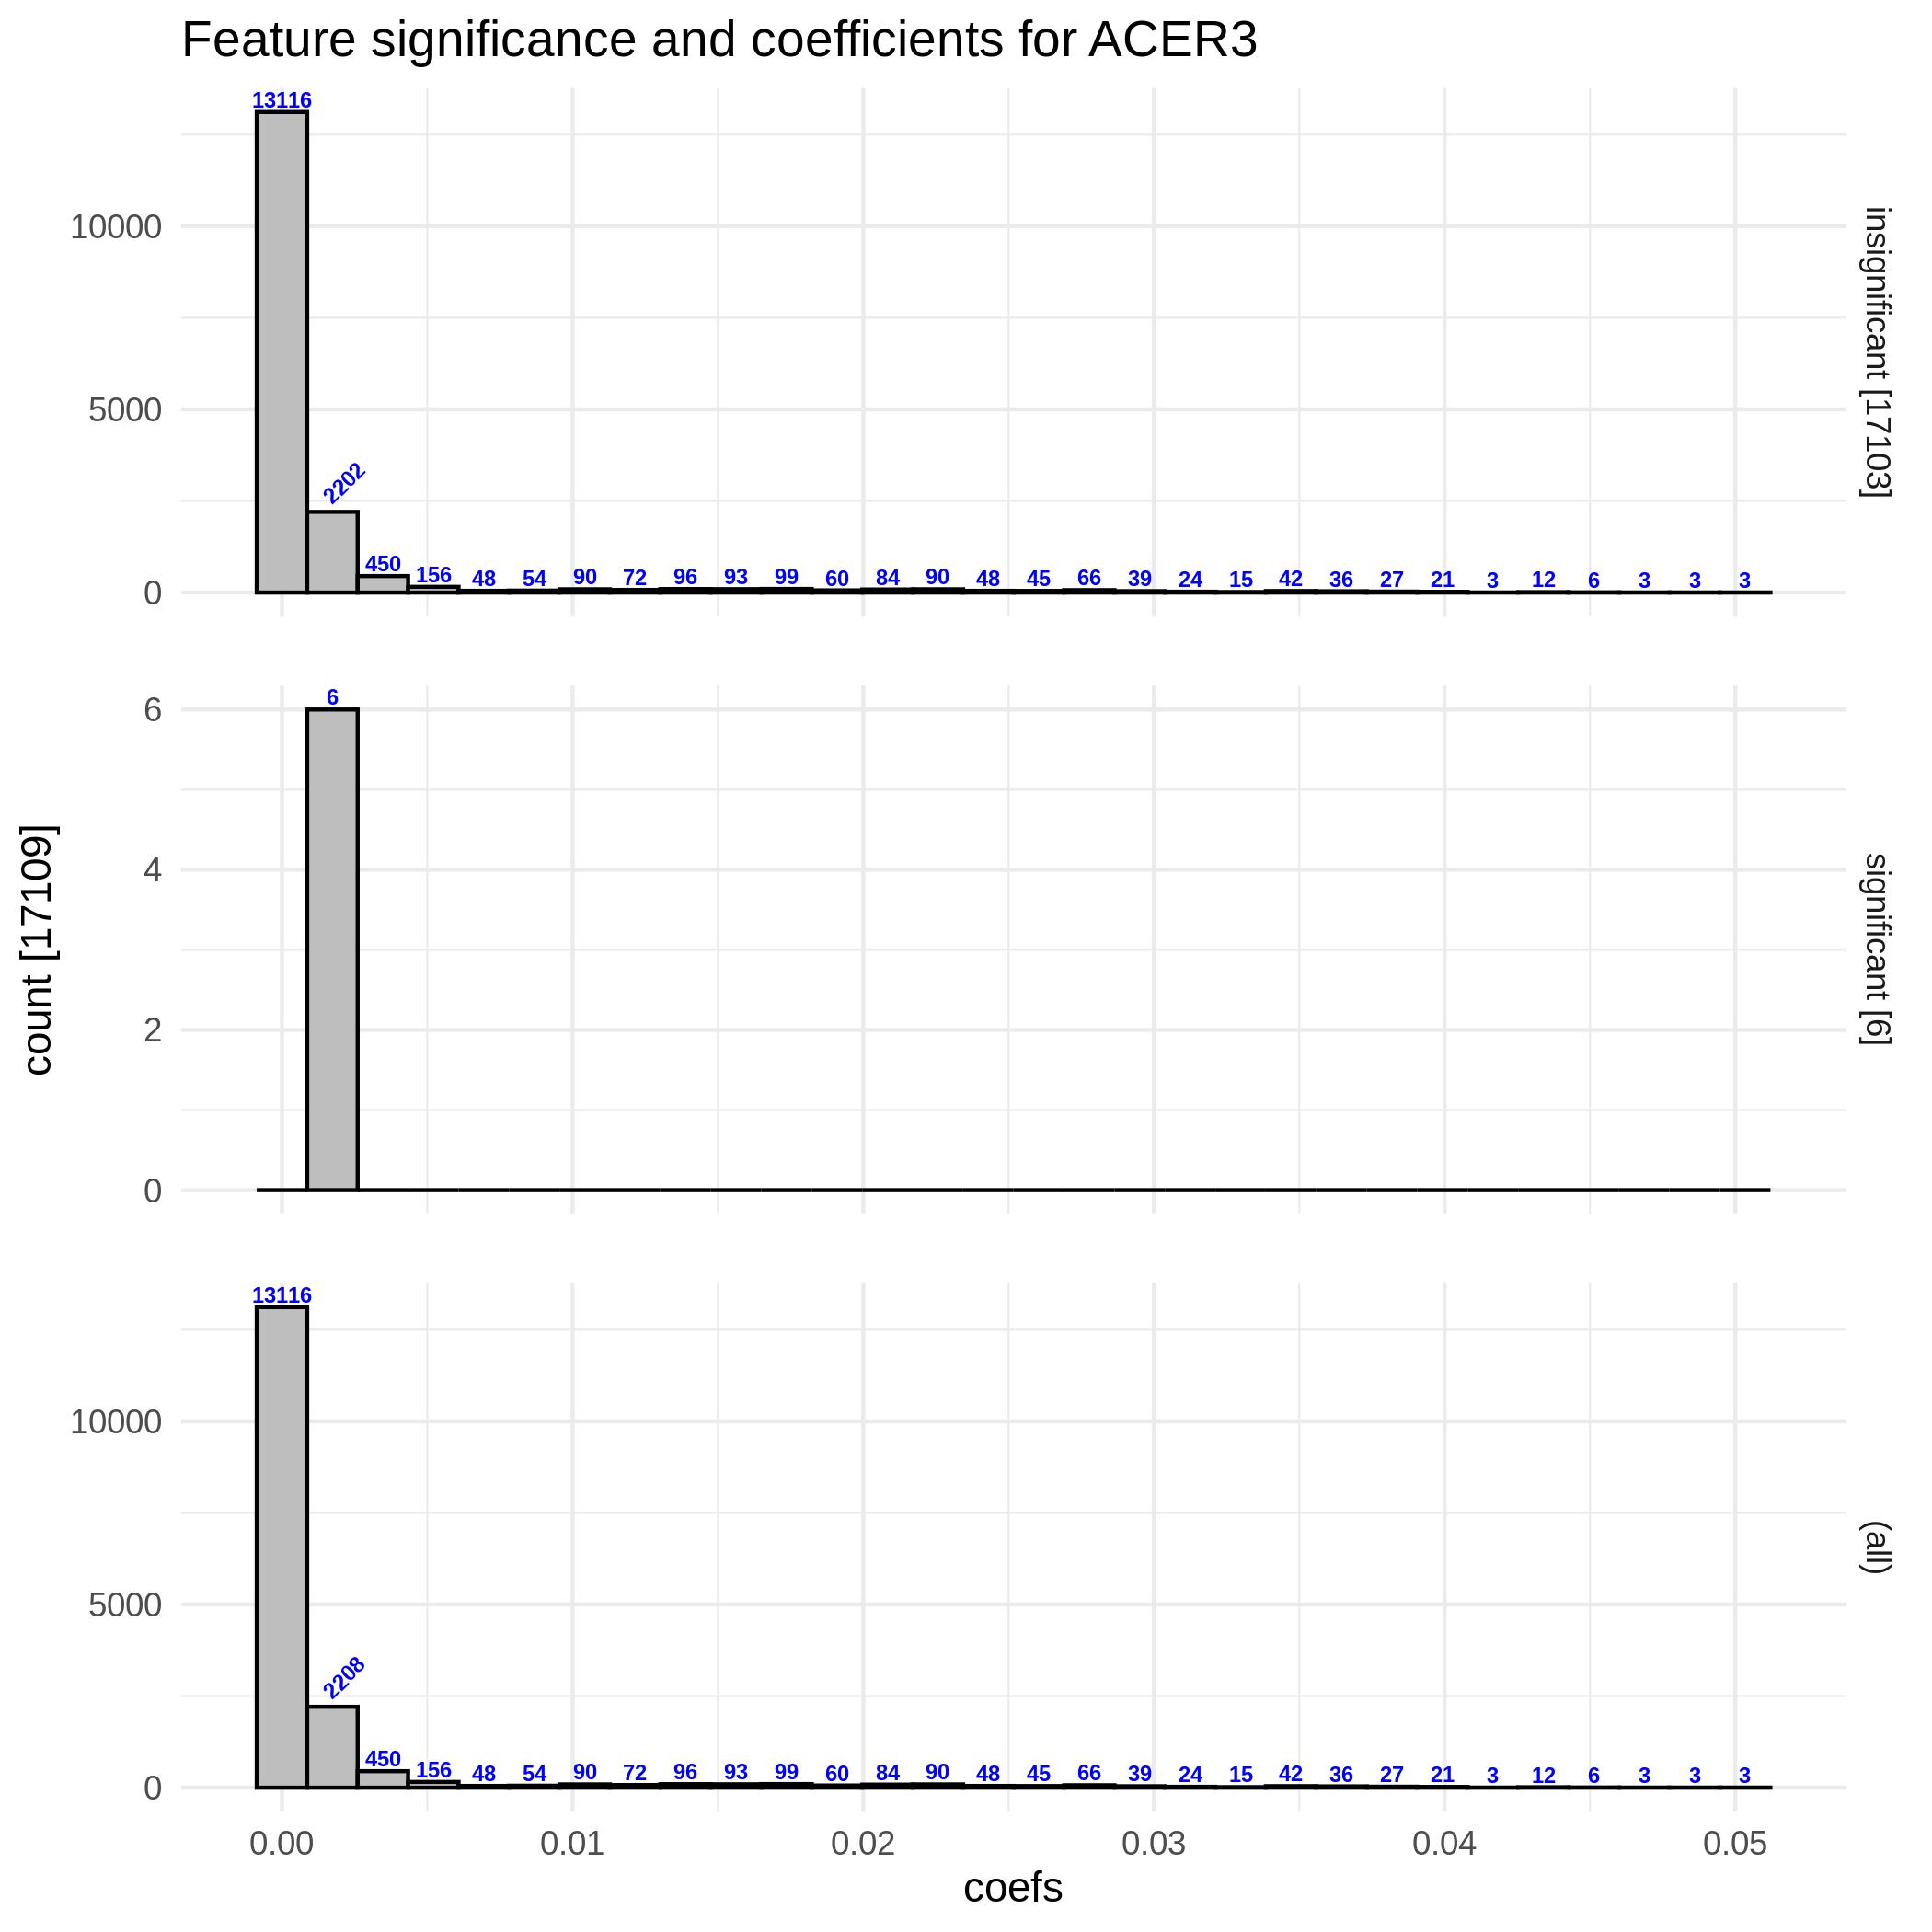 Feature significance and coefficients for ACER3
13116
10000
5000
0
2202
450 156 48 54 90 72 96 93 99 60 84 90 48 45 66 39 24 15 42 36 27 21 3 12 6 3 3 3
insignificant [17103]
count [17109]
6
6
4
2
0
significant [6]
13116
10000
5000
0
2208
450 156 48 54 90 72 96 93 99 60 84 90 48 45 66 39 24 15 42 36 27 21 3 12 6 3 3 3
(all)
0.00 0.01 0.02 0.03 0.04 0.05
coefs